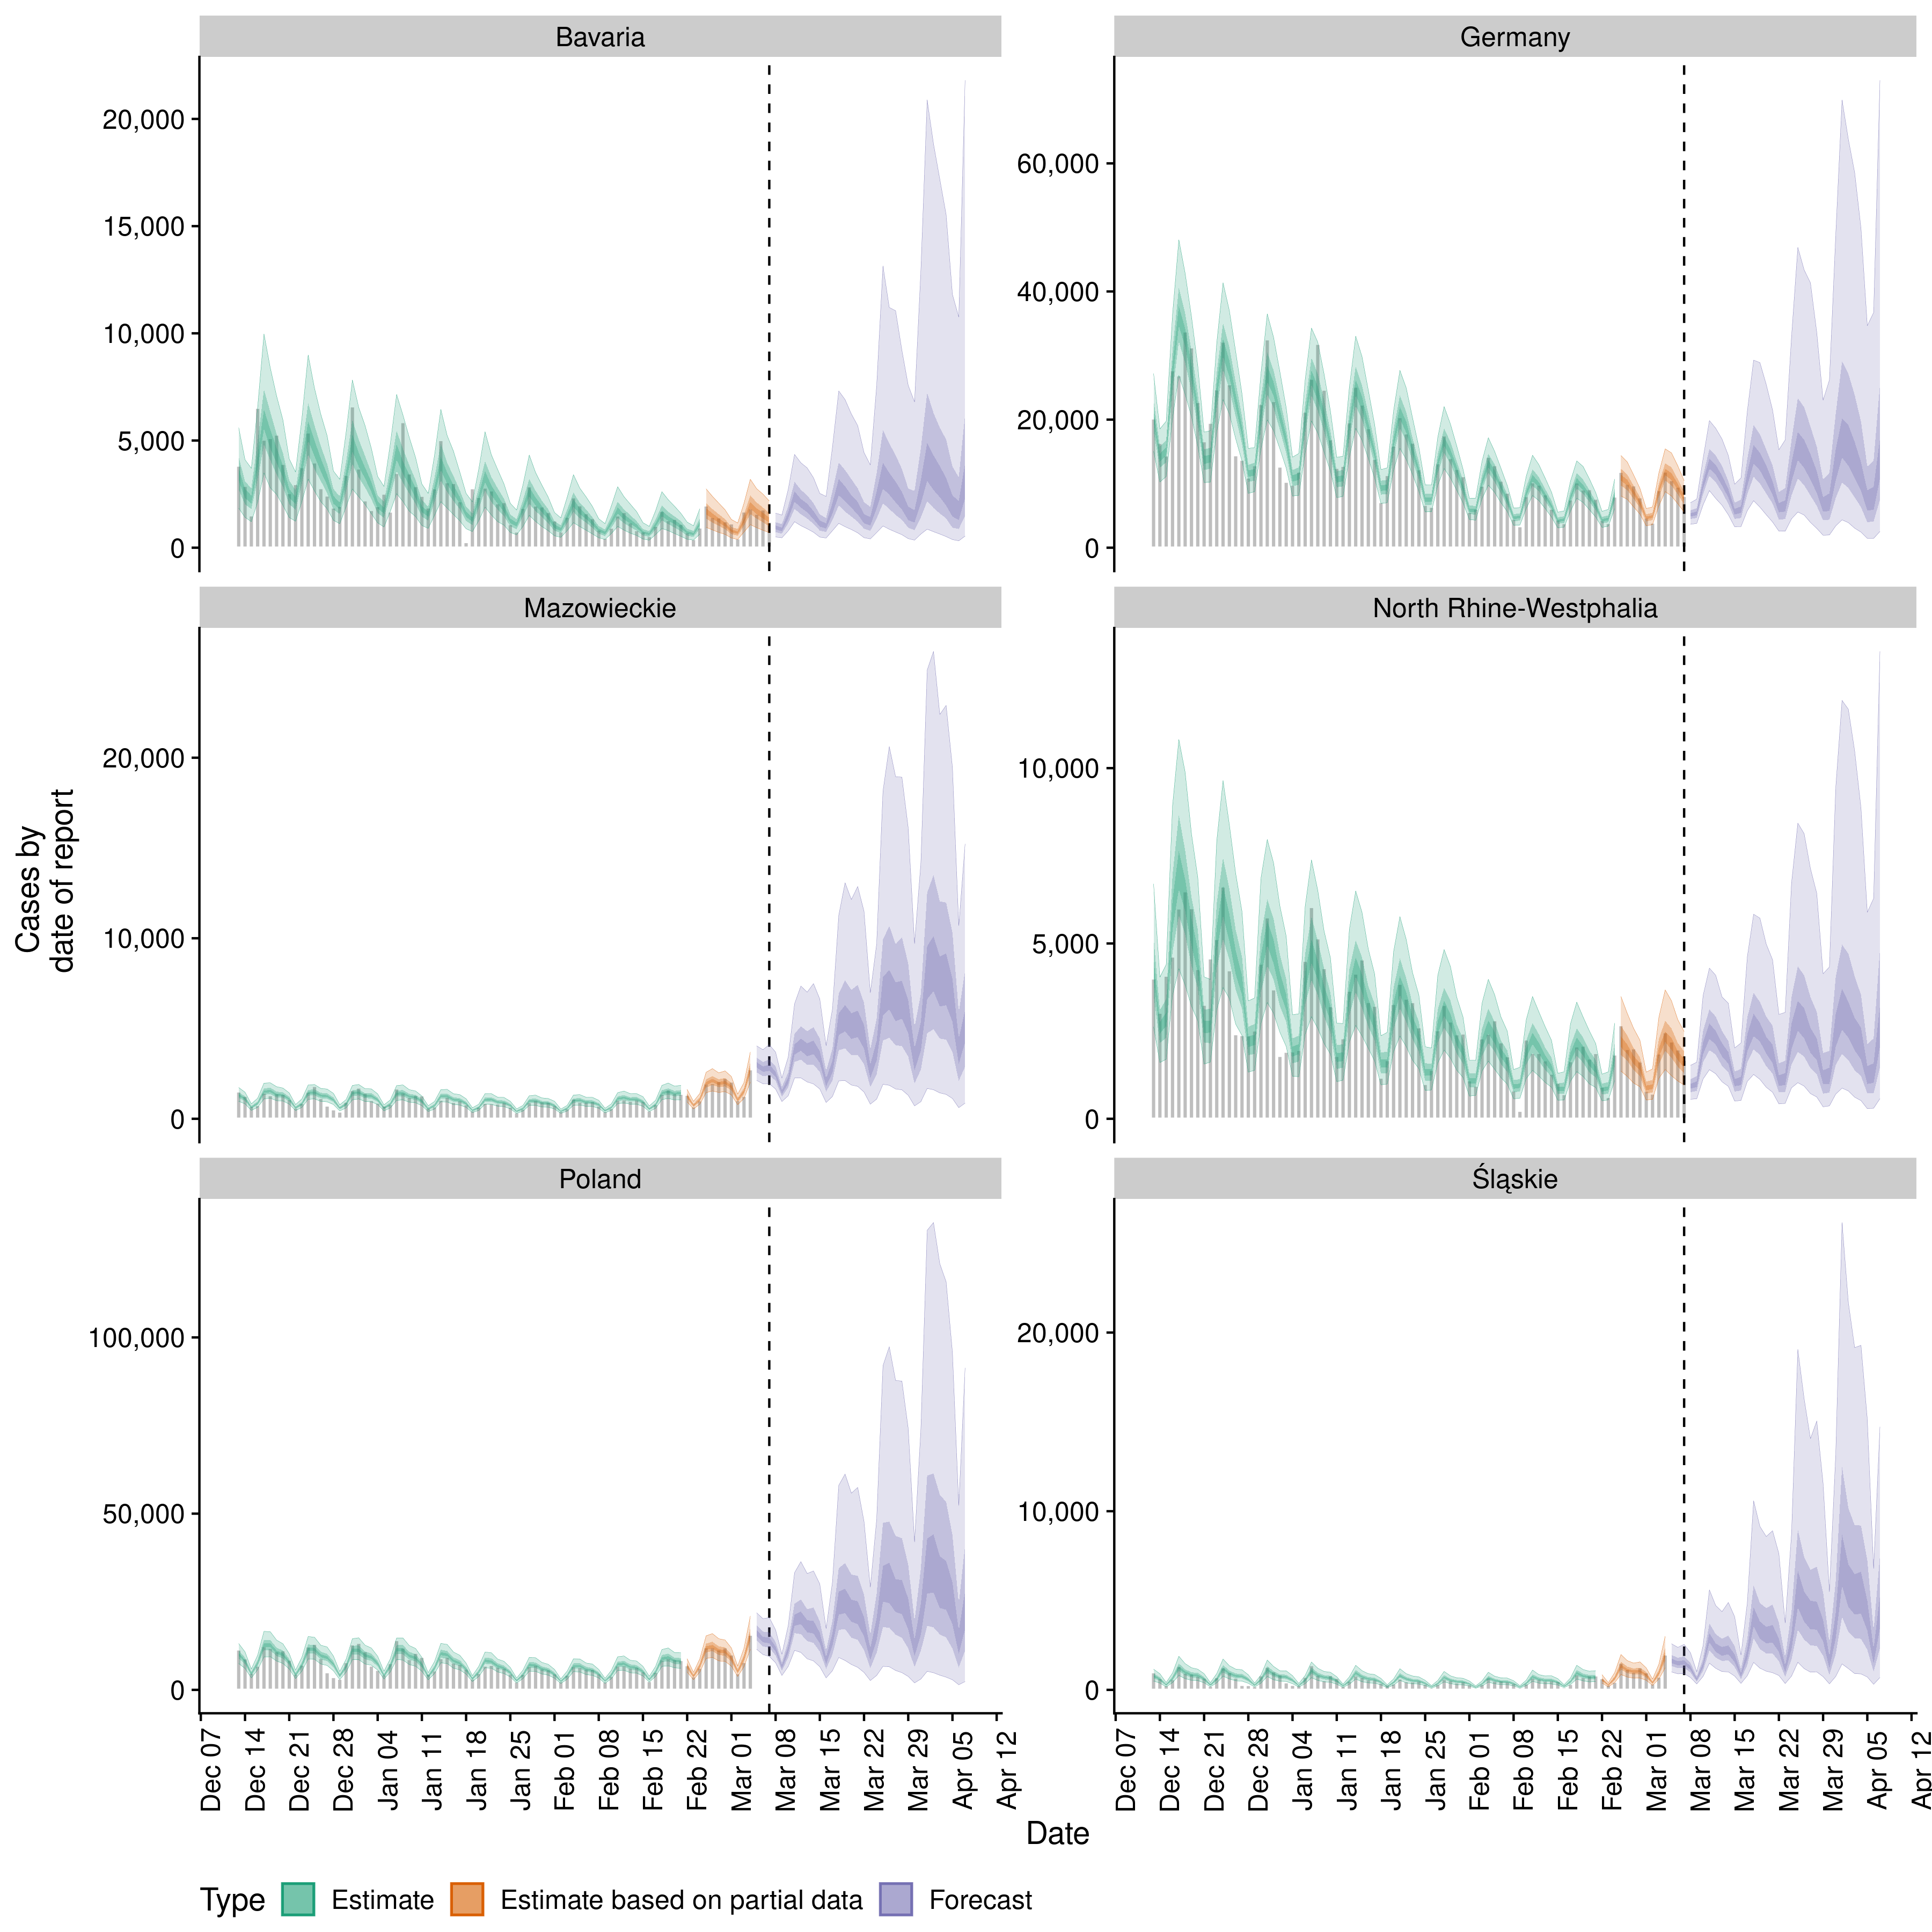 Bavaria
Germany
20,000
15,000
10,000
5,000
0
60,000
40,000
20,000
0
Mazowieckie
North Rhine-Westphalia
20,000
10,000
0
10,000
5,000
0
Cases by
date of report
Poland
Śląskie
100,000
50,000
0
20,000
10,000
0
Dec 07
Dec 14
Dec 21
Dec 28
Jan 04
Jan 11
Jan 18
Jan 25
Feb 01
Feb 08
Feb 15
Feb 22
Mar 01
Mar 08
Mar 15
Mar 22
Mar 29
Apr 05
Apr 12
Dec 07
Dec 14
Dec 21
Dec 28
Jan 04
Jan 11
Jan 18
Jan 25
Feb 01
Feb 08
Feb 15
Feb 22
Mar 01
Mar 08
Mar 15
Mar 22
Mar 29
Apr 05
Apr 12
Date
Type Estimate Estimate based on partial data Forecast